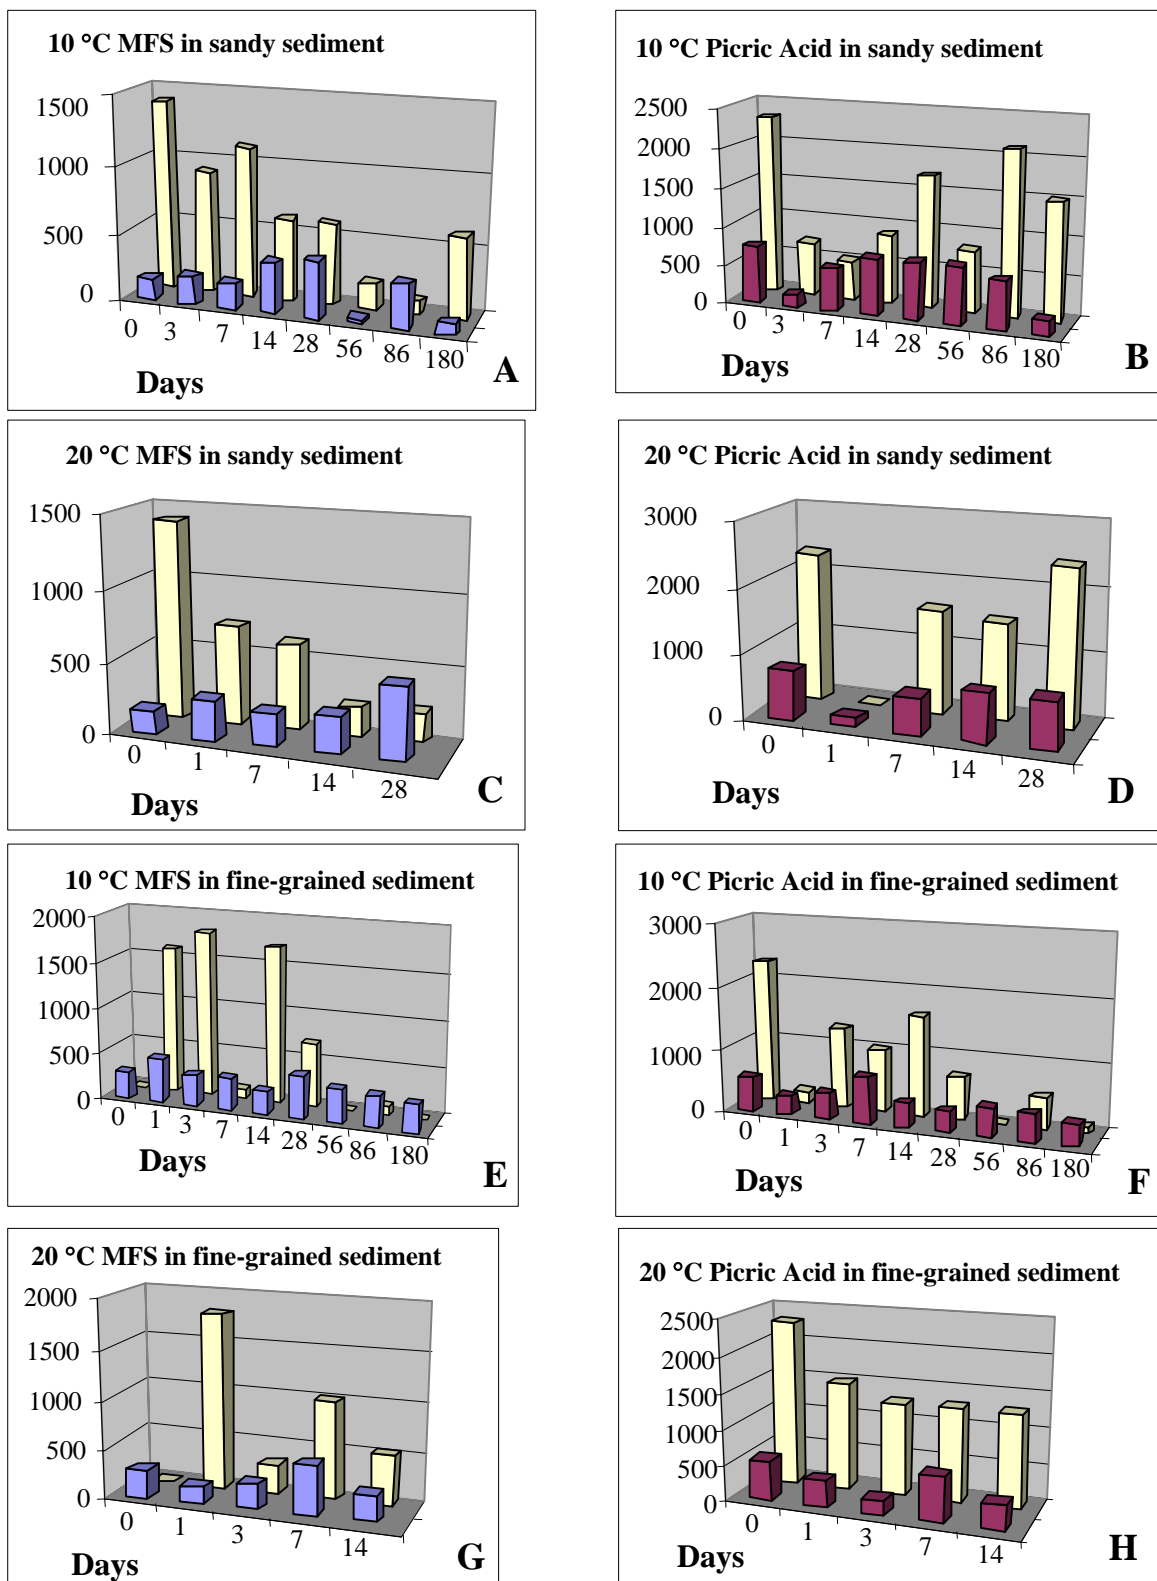 10 °C MFS in sandy sediment
1500
1000
500
0
0 3 7 14 28 56 86 180
Days
A
10 °C Picric Acid in sandy sediment
2500
2000
1500
1000
500
0
0 3 7 14 28 56 86 180
Days
B
20 °C MFS in sandy sediment
1500
1000
500
0
0 1 7 14 28
Days
C
20 °C Picric Acid in sandy sediment
3000
2000
1000
0
0 1 7 14 28
Days
D
10 °C MFS in fine-grained sediment
2000
1500
1000
500
0
0 1 3 7 14 28 56 86 180
Days
E
10 °C Picric Acid in fine-grained sediment
3000
2000
1000
0
0 1 3 7 14 28 56 86 180
Days
F
20 °C MFS in fine-grained sediment
2000
1500
1000
500
0
0 1 3 7 14
Days
G
20 °C Picric Acid in fine-grained sediment
2500
2000
1500
1000
500
0
0 1 3 7 14
Days
H